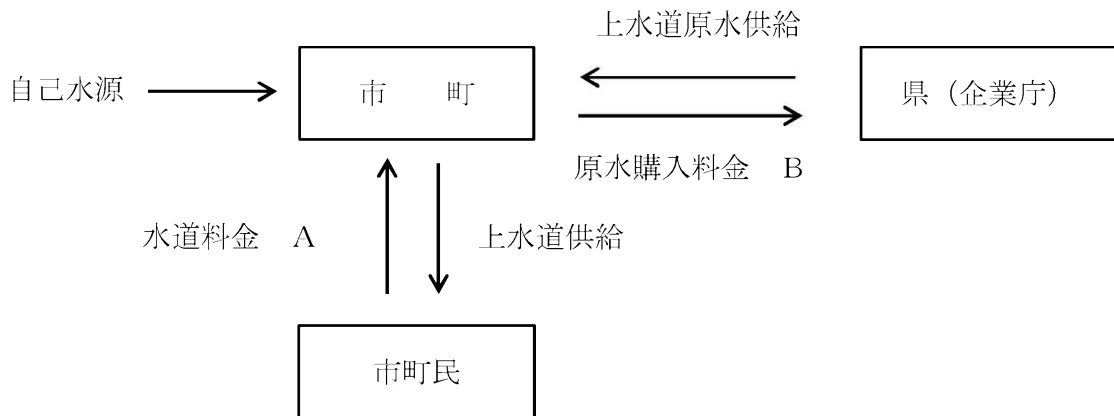 上水道原水供給
自己水源
市　町
県（企業庁）
原水購入料金　B
水道料金　A
上水道供給
市町民